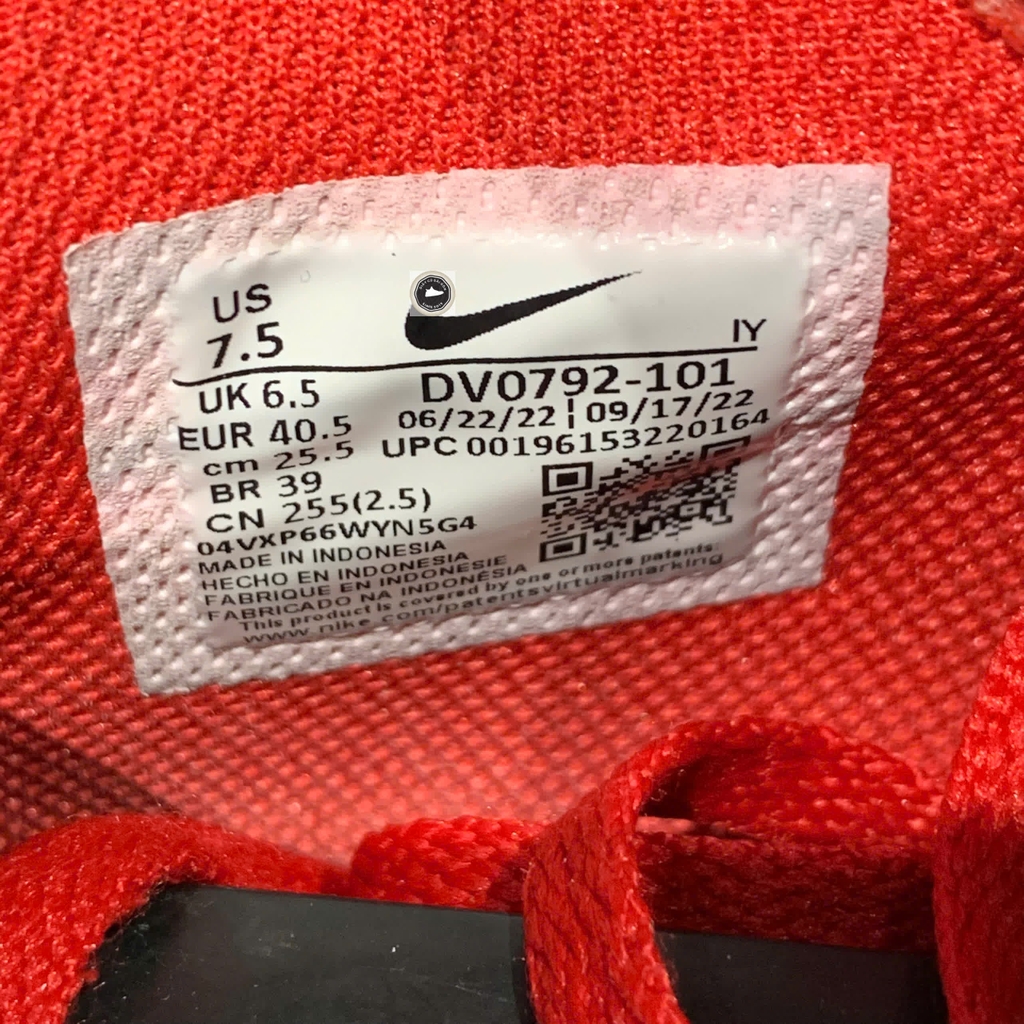 US
7.5
IY
UK 6.5
DV0792-101
06/22/22 ¦ 09/17/22
EUR 40.5
UPC 00196153220164
cm 25.5
BR 39
CN 255(2.5)
04VXP66WYN5G4
MADE IN INDONESIA
HECHO EN INDONESIA
FABRIQUE EN INDONÉSIE
FABRICADO NA INDONÉSIA
This product is covered by one or more patents:
www.nike.com/patentsvirtualmarking